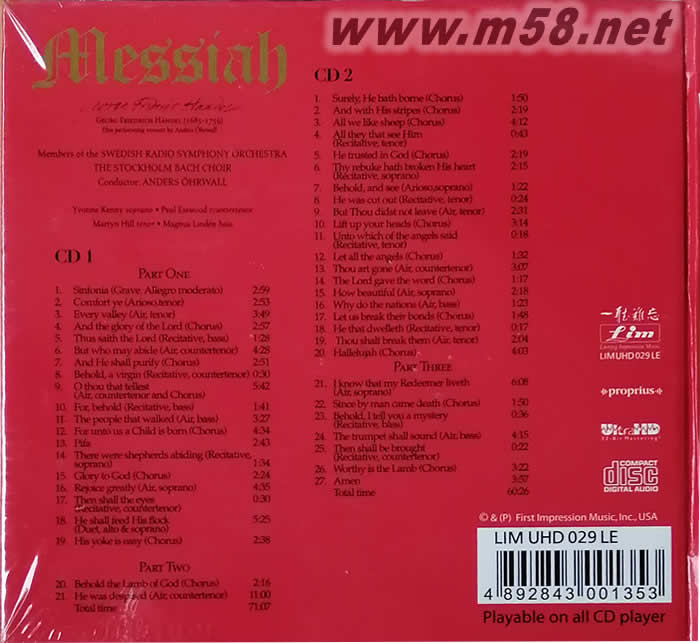 www.m58.net
Messiah
GEORG FRIEDRICH HÄNDEL (1685-1759)
(This performing version by Anders Öhrwall)
Members of the SWEDISH RADIO SYMPHONY ORCHESTRA
THE STOCKHOLM BACH CHOIR
Conductor: ANDERS ÖHRWALL
Yvonne Kenny soprano • Paul Esswood countertenor
Martyn Hill tenor • Magnus Lindén bass
CD 1
PART ONE
1. Sinfonia (Grave. Allegro moderato) 2:59
2. Comfort ye (Arioso,tenor) 2:53
3. Every valley (Air, tenor) 3:49
4. And the glory of the Lord (Chorus) 2:57
5. Thus saith the Lord (Recitative, bass) 1:28
6. But who may abide (Air, countertenor) 4:28
7. And He shall purify (Chorus) 2:51
8. Behold, a virgin (Recitative, countertenor) 0:30
9. O thou that tellest 5:42
(Air, countertenor and Chorus)
10. For, behold (Recitative, bass) 1:41
11. The people that walked (Air, bass) 3:27
12. For unto us a Child is born (Chorus) 4:34
13. Pifa 2:43
14. There were shepherds abiding (Recitative,
soprano) 1:34
15. Glory to God (Chorus) 2:24
16. Rejoice greatly (Air, soprano) 4:35
17. Then shall the eyes 0:30
(Recitative, countertenor)
18. He shall feed His flock 5:25
(Duet, alto & soprano)
19. His yoke is easy (Chorus) 2:38
PART TWO
20. Behold the Lamb of God (Chorus) 2:16
21. He was despised (Air, countertenor) 11:00
Total time 71:07
CD 2
1. Surely, He bath borne (Chorus) 1:50
2. And with His stripes (Chorus) 2:19
3. All we like sheep (Chorus) 4:12
4. All they that see Him 0:43
(Recitative, tenor)
5. He trusted in God (Chorus) 2:19
6. Thy rebuke hath broken His heart 2:15
(Recitative, soprano)
7. Behold, and see (Arioso,soprano) 1:22
8. He was cut out (Recitative, tenor) 0:24
9. But Thou didst not leave (Air, tenor) 2:31
10. Lift up your heads (Chorus) 3:14
11. Unto which of the angels said 0:18
(Recitative, tenor)
12. Let all the angels (Chorus) 1:32
13. Thou art gone (Air, countertenor) 3:07
14. The Lord gave the word (Chorus) 1:17
15. How beautiful (Air, soprano) 2:18
16. Why do the nations (Air, bass) 1:23
17. Let us break their bonds (Chorus) 1:48
18. He that dwelleth (Recitative, tenor) 0:17
19. Thou shalt break them (Air, tenor) 2:04
20. Hallelujah (Chorus) 4:03
PART THREE
21. I know that my Redeemer liveth 6:08
(Air, soprano)
22. Since by man came death (Chorus) 1:50
23. Behold, I tell you a mystery 0:36
(Recitative, bass)
24. The trumpet shall sound (Air, bass) 4:15
25. Then shall be brought 0:22
(Recitative, countertenor)
26. Worthy is the Lamb (Chorus) 3:22
27. Amen 3:57
Total time 60:26
一聽難忘
Lim
Lasting Impression Music
LIM UHD 029 LE
proprius
UltraHD
32-Bit Mastering
COMPACT
disc
DIGITAL AUDIO
© & (P) First Impression Music, Inc., USA
LIM UHD 029 LE
4 892843 001353
Playable on all CD player